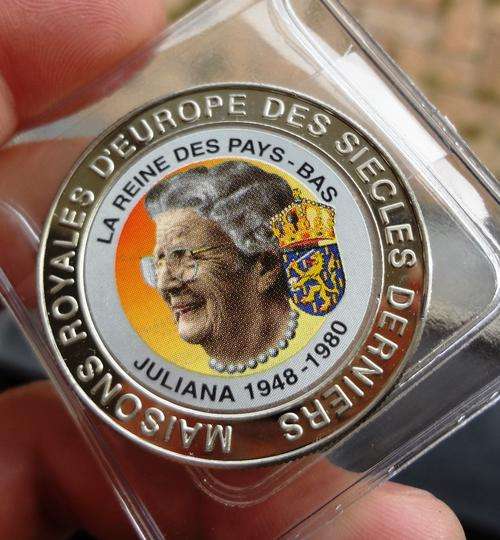 MAISONS ROYALES D'EUROPE DES SIECLES DERNIERS
LA REINE DES PAYS-BAS
JULIANA 1948-1980